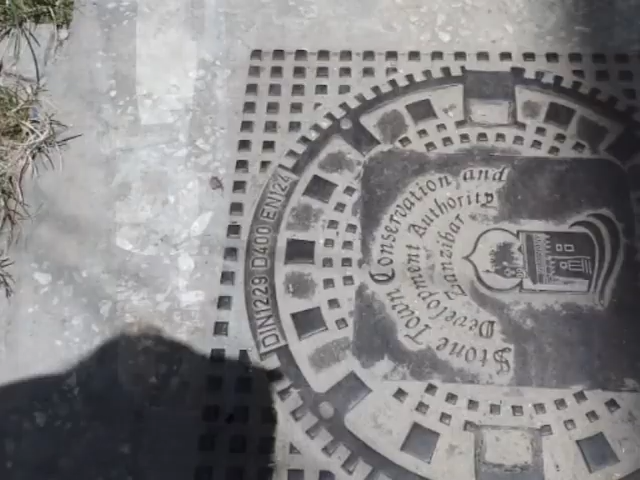 DIN1229 D400 EN124
Stone Town Conservation and
Development Authority
Zanzibar